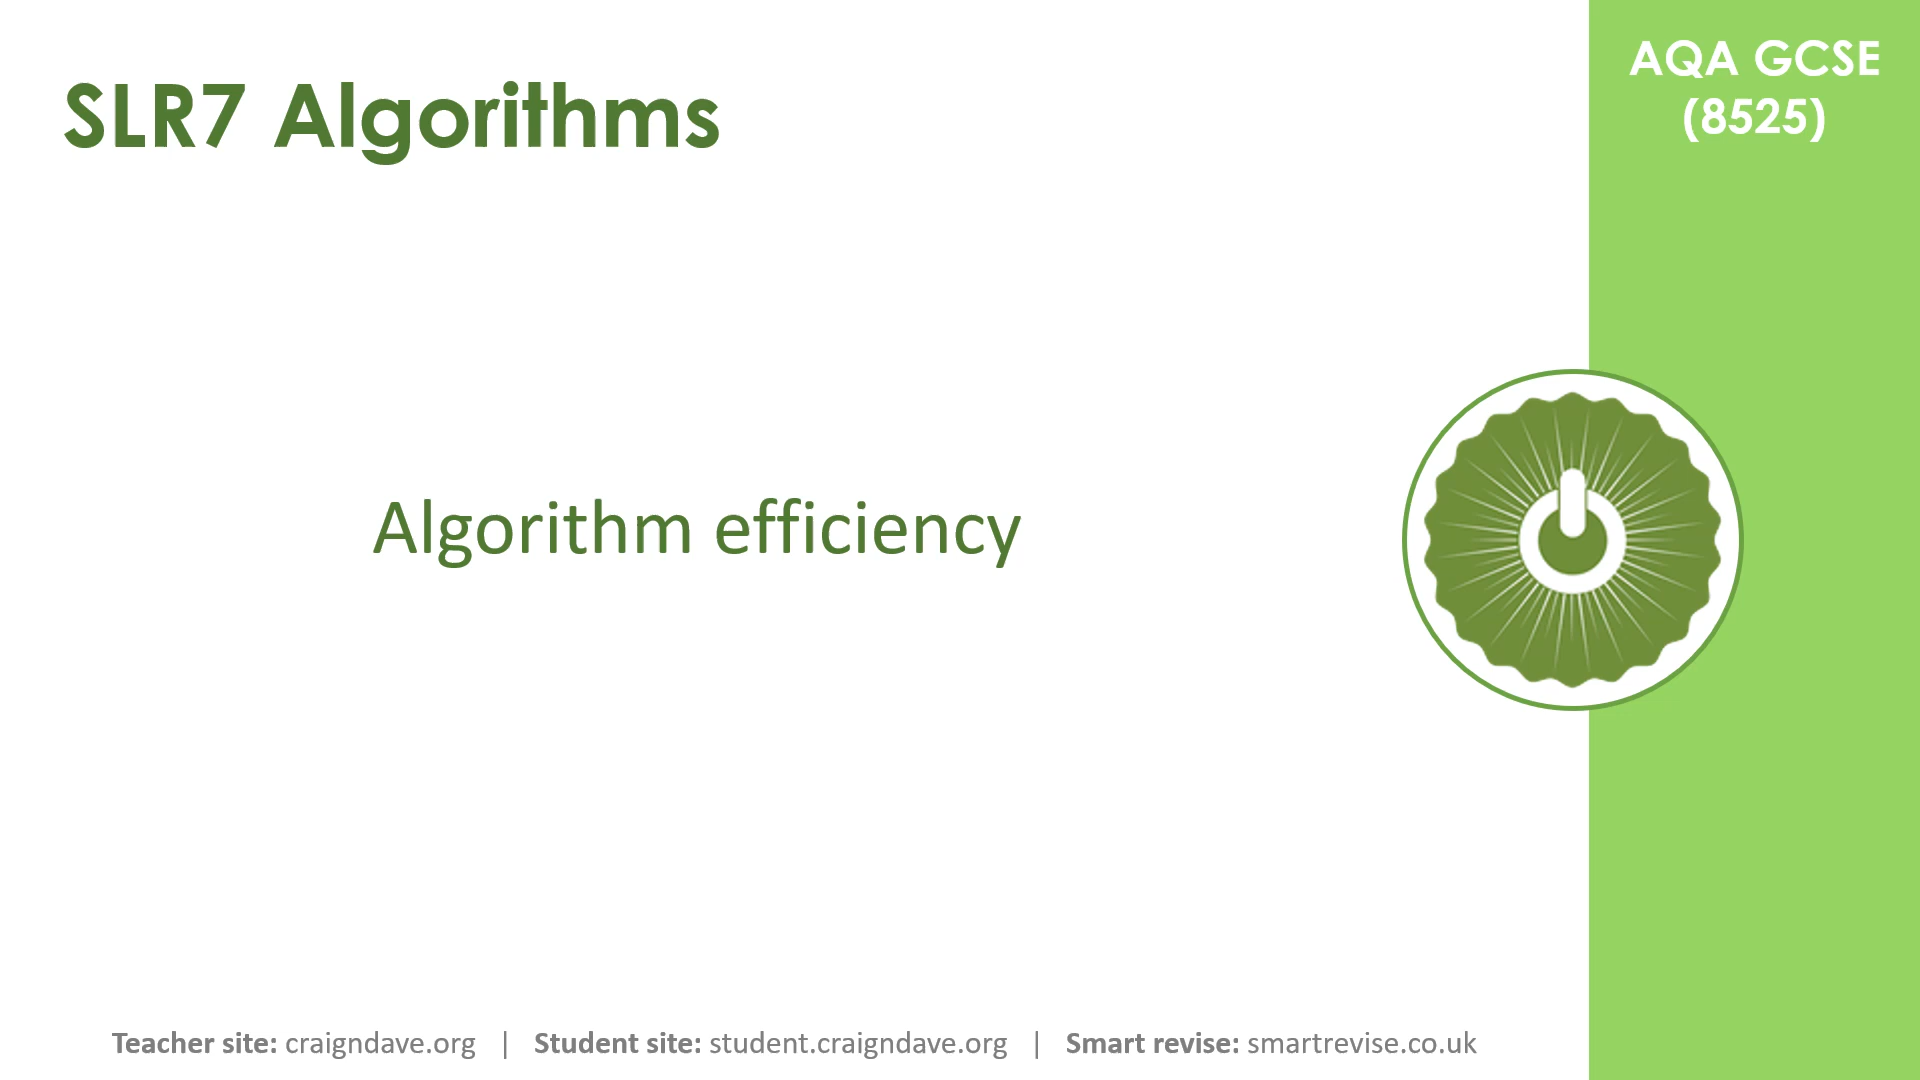 SLR7 Algorithms
AQA GCSE
(8525)
Algorithm efficiency
Teacher site: craigndave.org | Student site: student.craigndave.org | Smart revise: smartrevise.co.uk